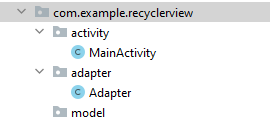 com.example.recyclerview
activity
MainActivity
adapter
Adapter
model